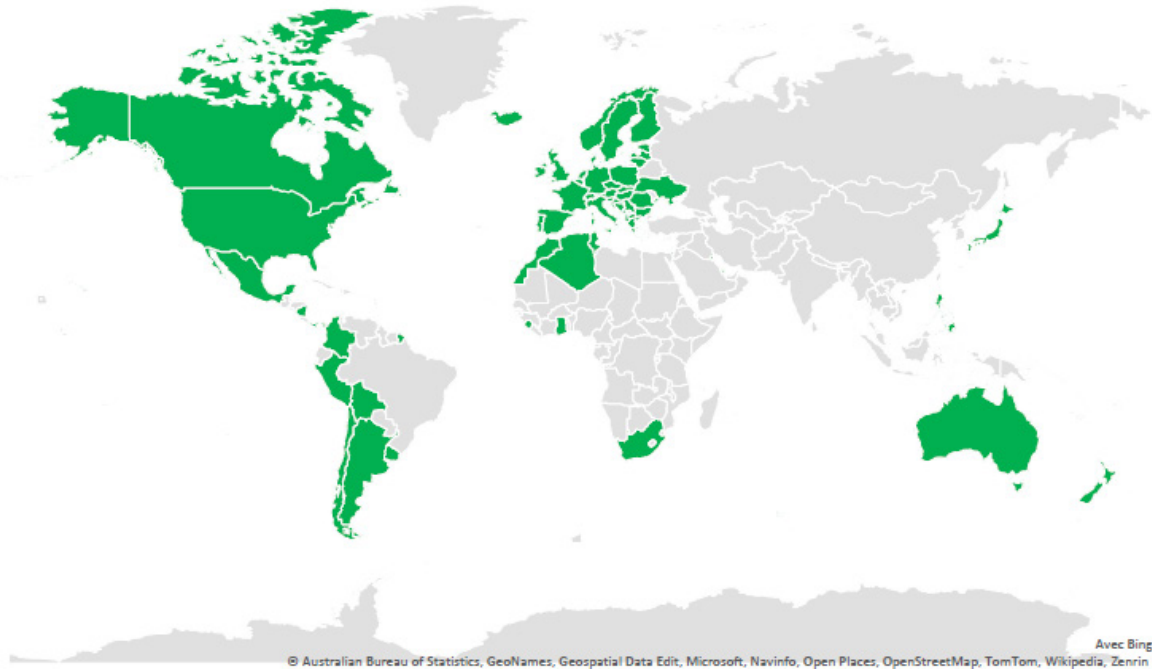 Avec Bing
© Australian Bureau of Statistics, GeoNames, Geospatial Data Edit, Microsoft, Navinfo, Open Places, OpenStreetMap, TomTom, Wikipedia, Zenrin